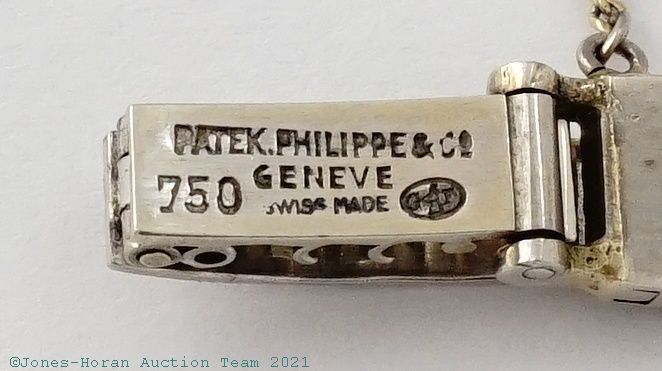 PATEK.PHILIPPE & Co
GENEVE
750
SWISS MADE
©Jones-Horan Auction Team 2021